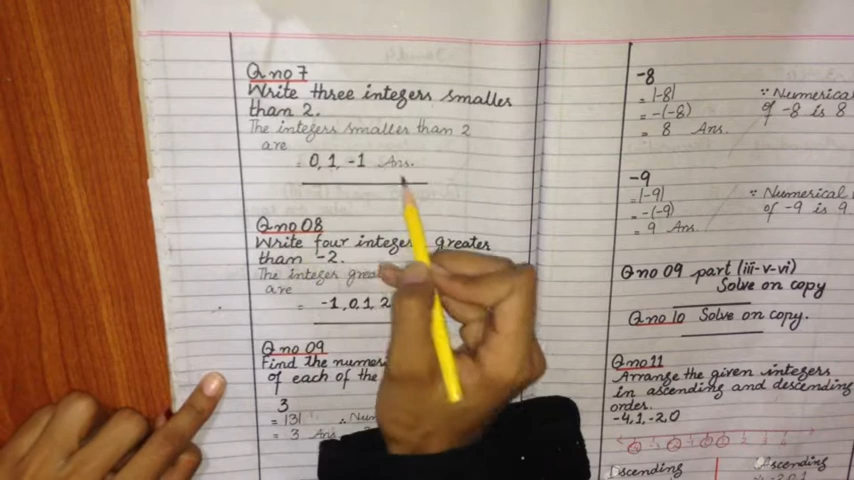 Q no 7
Write three integers smaller
than 2.
The integers smaller than 2
are
= 0, 1, -1 Ans.
Q no 08
Write four integers greater
than -2.
The integer
are
= -1, 0, 1, 2
Q no 09
Find the
of each of the
3
= |3| ∴
= 3 Ans
-8
= |-8| ∵ Numerical
= -(-8) of -8 is 8
= 8 Ans.
-9
= |-9| ∵ Numerical
= -(-9) of -9 is 9
= 9 Ans.
Q no 09 part (iii-v-vi)
Solve on copy
Q no 10 Solve on copy.
Q no 11
Arrange the given integers
in ascending and descending
order.
-4, 1, -2, 0
Ascending